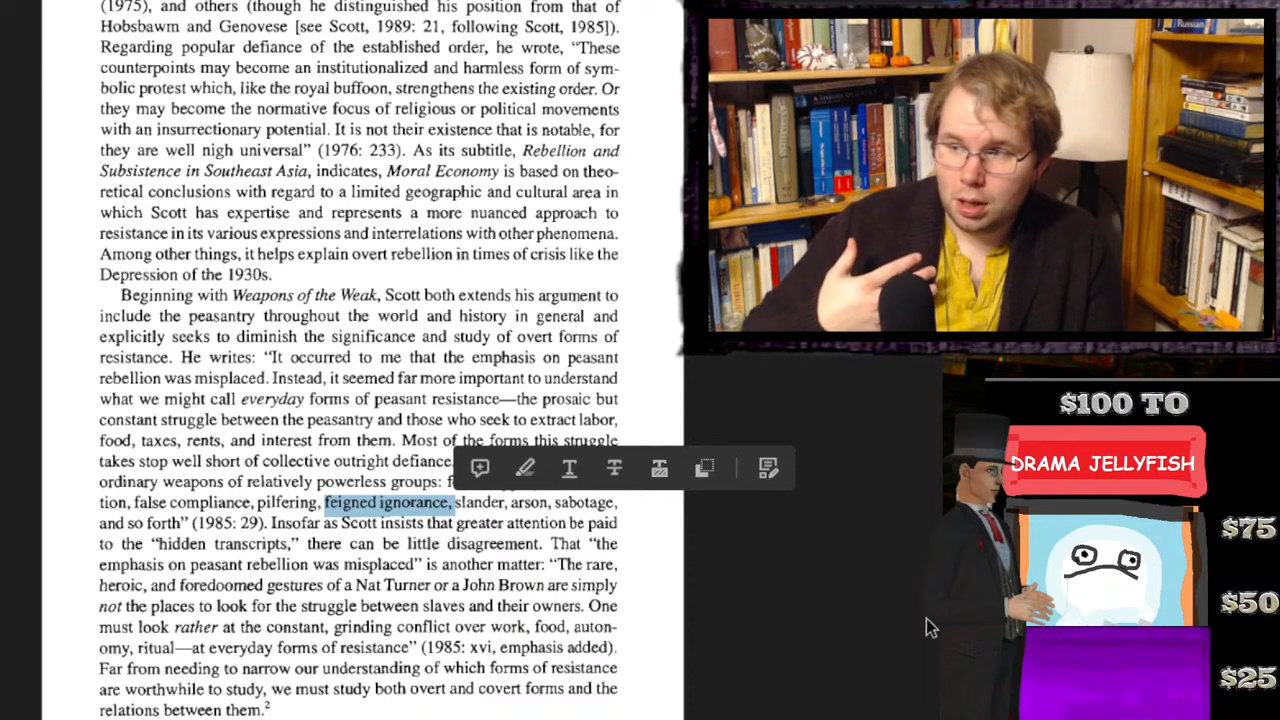 (1975), and others (though he distinguished his position from that of
Hobsbawm and Genovese [see Scott, 1989: 21, following Scott, 1985]).
Regarding popular defiance of the established order, he wrote, “These
counterpoints may become an institutionalized and harmless form of sym-
bolic protest which, like the royal buffoon, strengthens the existing order. Or
they may become the normative focus of religious or political movements
with an insurrectionary potential. It is not their existence that is notable, for
they are well nigh universal” (1976: 233). As its subtitle, Rebellion and
Subsistence in Southeast Asia, indicates, Moral Economy is based on theo-
retical conclusions with regard to a limited geographic and cultural area in
which Scott has expertise and represents a more nuanced approach to
resistance in its various expressions and interrelations with other phenomena.
Among other things, it helps explain overt rebellion in times of crisis like the
Depression of the 1930s.
Beginning with Weapons of the Weak, Scott both extends his argument to
include the peasantry throughout the world and history in general and
explicitly seeks to diminish the significance and study of overt forms of
resistance. He writes: “It occurred to me that the emphasis on peasant
rebellion was misplaced. Instead, it seemed far more important to understand
what we might call everyday forms of peasant resistance—the prosaic but
constant struggle between the peasantry and those who seek to extract labor,
food, taxes, rents, and interest from them. Most of the forms this struggle
takes stop well short of collective outright defiance.
ordinary weapons of relatively powerless groups:
tion, false compliance, pilfering, feigned ignorance, slander, arson, sabotage,
and so forth” (1985: 29). Insofar as Scott insists that greater attention be paid
to the “hidden transcripts,” there can be little disagreement. That “the
emphasis on peasant rebellion was misplaced” is another matter: “The rare,
heroic, and foredoomed gestures of a Nat Turner or a John Brown are simply
not the places to look for the struggle between slaves and their owners. One
must look rather at the constant, grinding conflict over work, food, auton-
omy, ritual—at everyday forms of resistance” (1985: xvi, emphasis added).
Far from needing to narrow our understanding of which forms of resistance
are worthwhile to study, we must study both overt and covert forms and the
relations between them.2
Russian
$100 TO
DRAMA JELLYFISH
$75
$50
$25